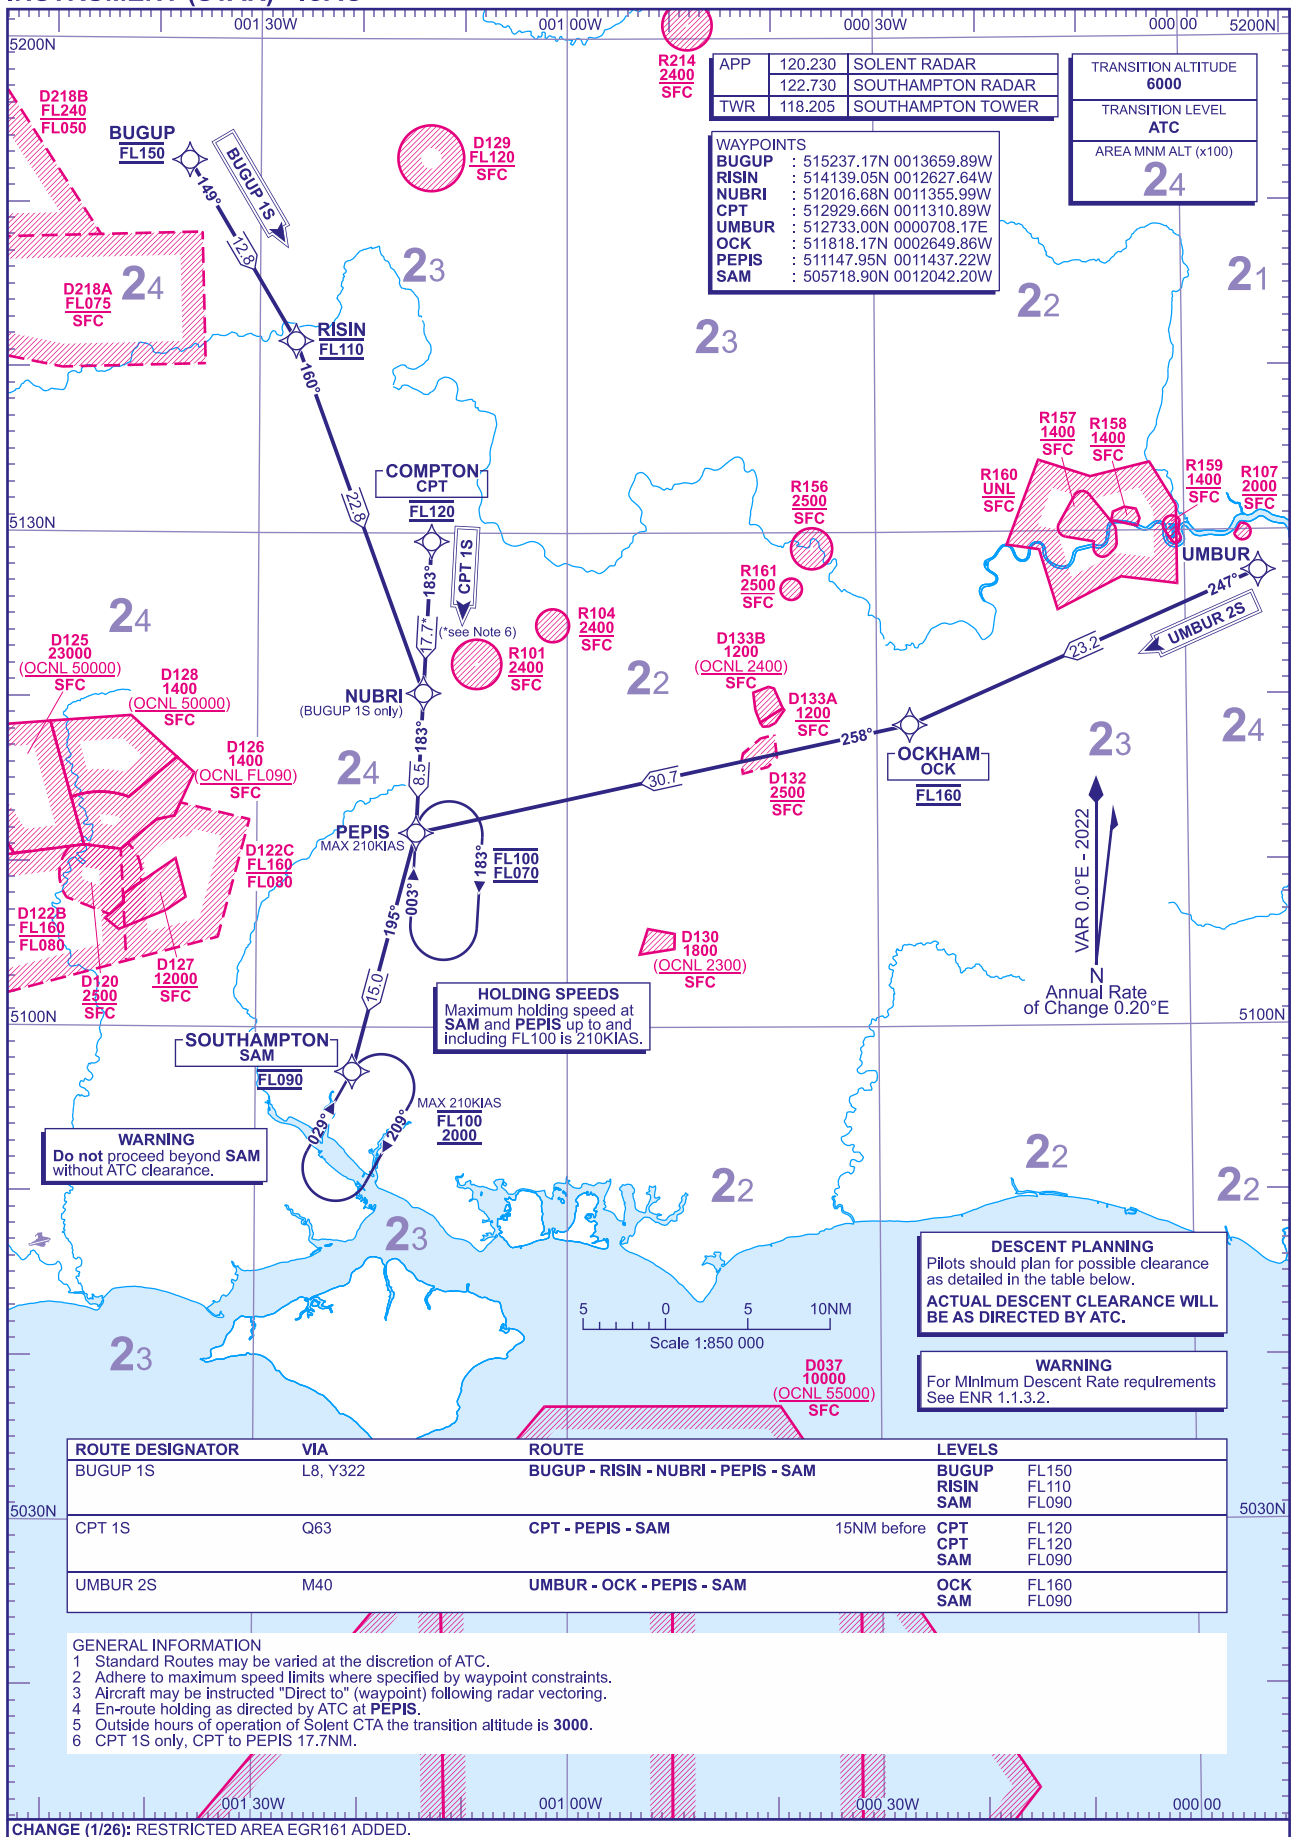 5200N
001 30W
001 00W
000 30W
000 00
5200N
R214
2400
SFC
APP 120.230 SOLENT RADAR
122.730 SOUTHAMPTON RADAR
TWR 118.205 SOUTHAMPTON TOWER
TRANSITION ALTITUDE
6000
TRANSITION LEVEL
ATC
AREA MNM ALT (x100)
24
WAYPOINTS
BUGUP : 515237.17N 0013659.89W
RISIN : 514139.05N 0012627.64W
NUBRI : 512016.68N 0011355.99W
CPT : 512929.66N 0011310.89W
UMBUR : 512733.00N 0000708.17E
OCK : 511818.17N 0002649.86W
PEPIS : 511147.95N 0011437.22W
SAM : 505718.90N 0012042.20W
D218B
FL240
FL050
BUGUP
FL150
BUGUP 1S
149°
12.8
D129
FL120
SFC
D218A
FL075
SFC
24
23
23
22
21
RISIN
FL110
160°
22.8
COMPTON
CPT
FL120
CPT 1S
183°
17.7*
(*see Note 6)
R156
2500
SFC
R161
2500
SFC
R160
UNL
SFC
R157
1400
SFC
R158
1400
SFC
R159
1400
SFC
R107
2000
SFC
UMBUR
247°
UMBUR 2S
23.2
24
R104
2400
SFC
R101
2400
SFC
22
D133B
1200
(OCNL 2400)
SFC
D133A
1200
SFC
D132
2500
SFC
D125
23000
(OCNL 50000)
SFC
D128
1400
(OCNL 50000)
SFC
D126
1400
(OCNL FL090)
SFC
NUBRI
(BUGUP 1S only)
183°
8.5
24
258°
30.7
OCKHAM
OCK
FL160
23
24
PEPIS
MAX 210KIAS
FL100
FL070
183°
003°
195°
15.0
D122C
FL160
FL080
D122B
FL160
FL080
D120
2500
SFC
D127
12000
SFC
D130
1800
(OCNL 2300)
SFC
VAR 0.0°E - 2022
N
Annual Rate
of Change 0.20°E
5100N
5100N
HOLDING SPEEDS
Maximum holding speed at
SAM and PEPIS up to and
including FL100 is 210KIAS.
SOUTHAMPTON
SAM
FL090
MAX 210KIAS
FL100
2000
029°
209°
WARNING
Do not proceed beyond SAM
without ATC clearance.
22
22
22
23
23
DESCENT PLANNING
Pilots should plan for possible clearance
as detailed in the table below.
ACTUAL DESCENT CLEARANCE WILL
BE AS DIRECTED BY ATC.
5 0 5 10NM
Scale 1:850 000
WARNING
For MInImum Descent Rate requIrements
See ENR 1.1.3.2.
D037
10000
(OCNL 55000)
SFC
ROUTE DESIGNATOR VIA ROUTE LEVELS
BUGUP 1S L8, Y322 BUGUP - RISIN - NUBRI - PEPIS - SAM BUGUP FL150
RISIN FL110
SAM FL090
5030N
5030N
CPT 1S Q63 CPT - PEPIS - SAM 15NM before CPT FL120
CPT FL120
SAM FL090
UMBUR 2S M40 UMBUR - OCK - PEPIS - SAM OCK FL160
SAM FL090
GENERAL INFORMATION
1 Standard Routes may be varied at the discretion of ATC.
2 Adhere to maximum speed limits where specified by waypoint constraints.
3 Aircraft may be instructed "Direct to" (waypoint) following radar vectoring.
4 En-route holding as directed by ATC at PEPIS.
5 Outside hours of operation of Solent CTA the transition altitude is 3000.
6 CPT 1S only, CPT to PEPIS 17.7NM.
001 30W
001 00W
000 30W
000 00
CHANGE (1/26): RESTRICTED AREA EGR161 ADDED.